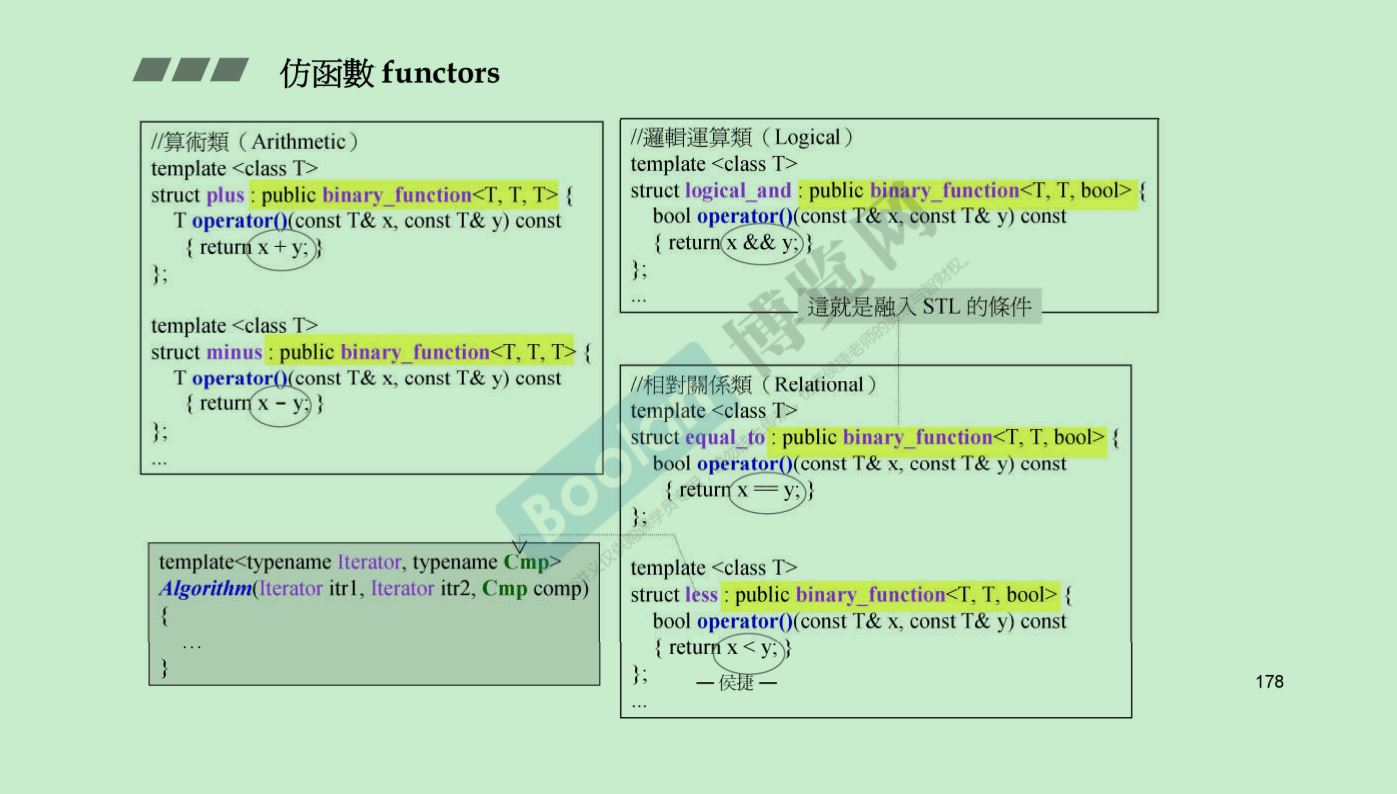 仿函數 functors
//算術類（Arithmetic）
template <class T>
struct plus : public binary_function<T, T, T> {
T operator()(const T& x, const T& y) const
{ return x + y; }
};
template <class T>
struct minus : public binary_function<T, T, T> {
T operator()(const T& x, const T& y) const
{ return x − y; }
};
...
template<typename Iterator, typename Cmp>
Algorithm(Iterator itr1, Iterator itr2, Cmp comp)
{
...
}
//邏輯運算類（Logical）
template <class T>
struct logical_and : public binary_function<T, T, bool> {
bool operator()(const T& x, const T& y) const
{ return x && y; }
};
...
這就是融入 STL 的條件
//相對關係類（Relational）
template <class T>
struct equal_to : public binary_function<T, T, bool> {
bool operator()(const T& x, const T& y) const
{ return x == y; }
};
template <class T>
struct less : public binary_function<T, T, bool> {
bool operator()(const T& x, const T& y) const
{ return x < y; }
};
...
— 侯捷 —
178
博览网